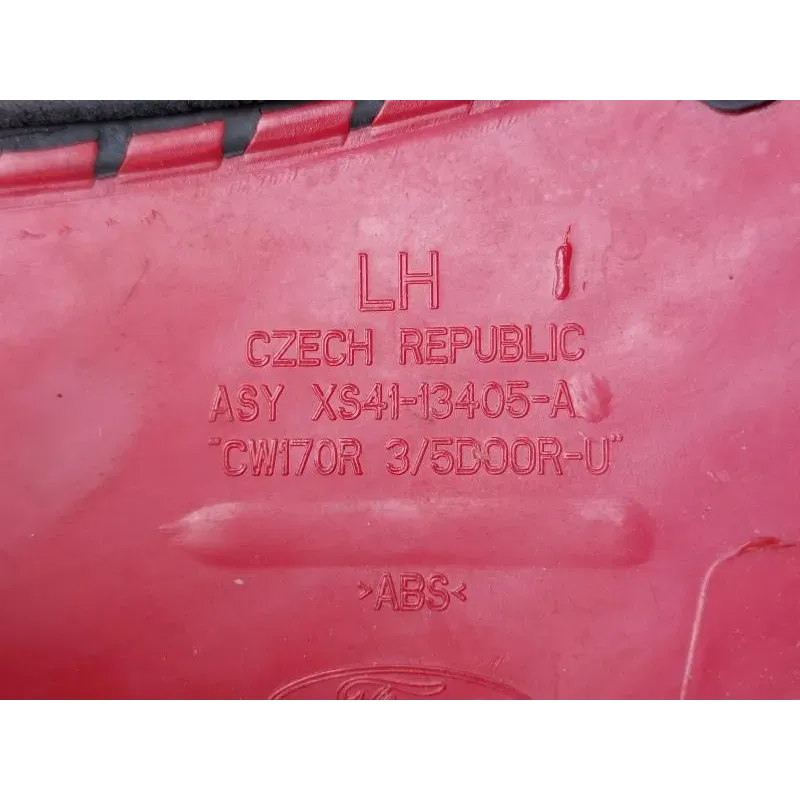 LH
CZECH REPUBLIC
ASY XS41-13405-A
"CW170R 3/5DOOR-U"
>ABS<